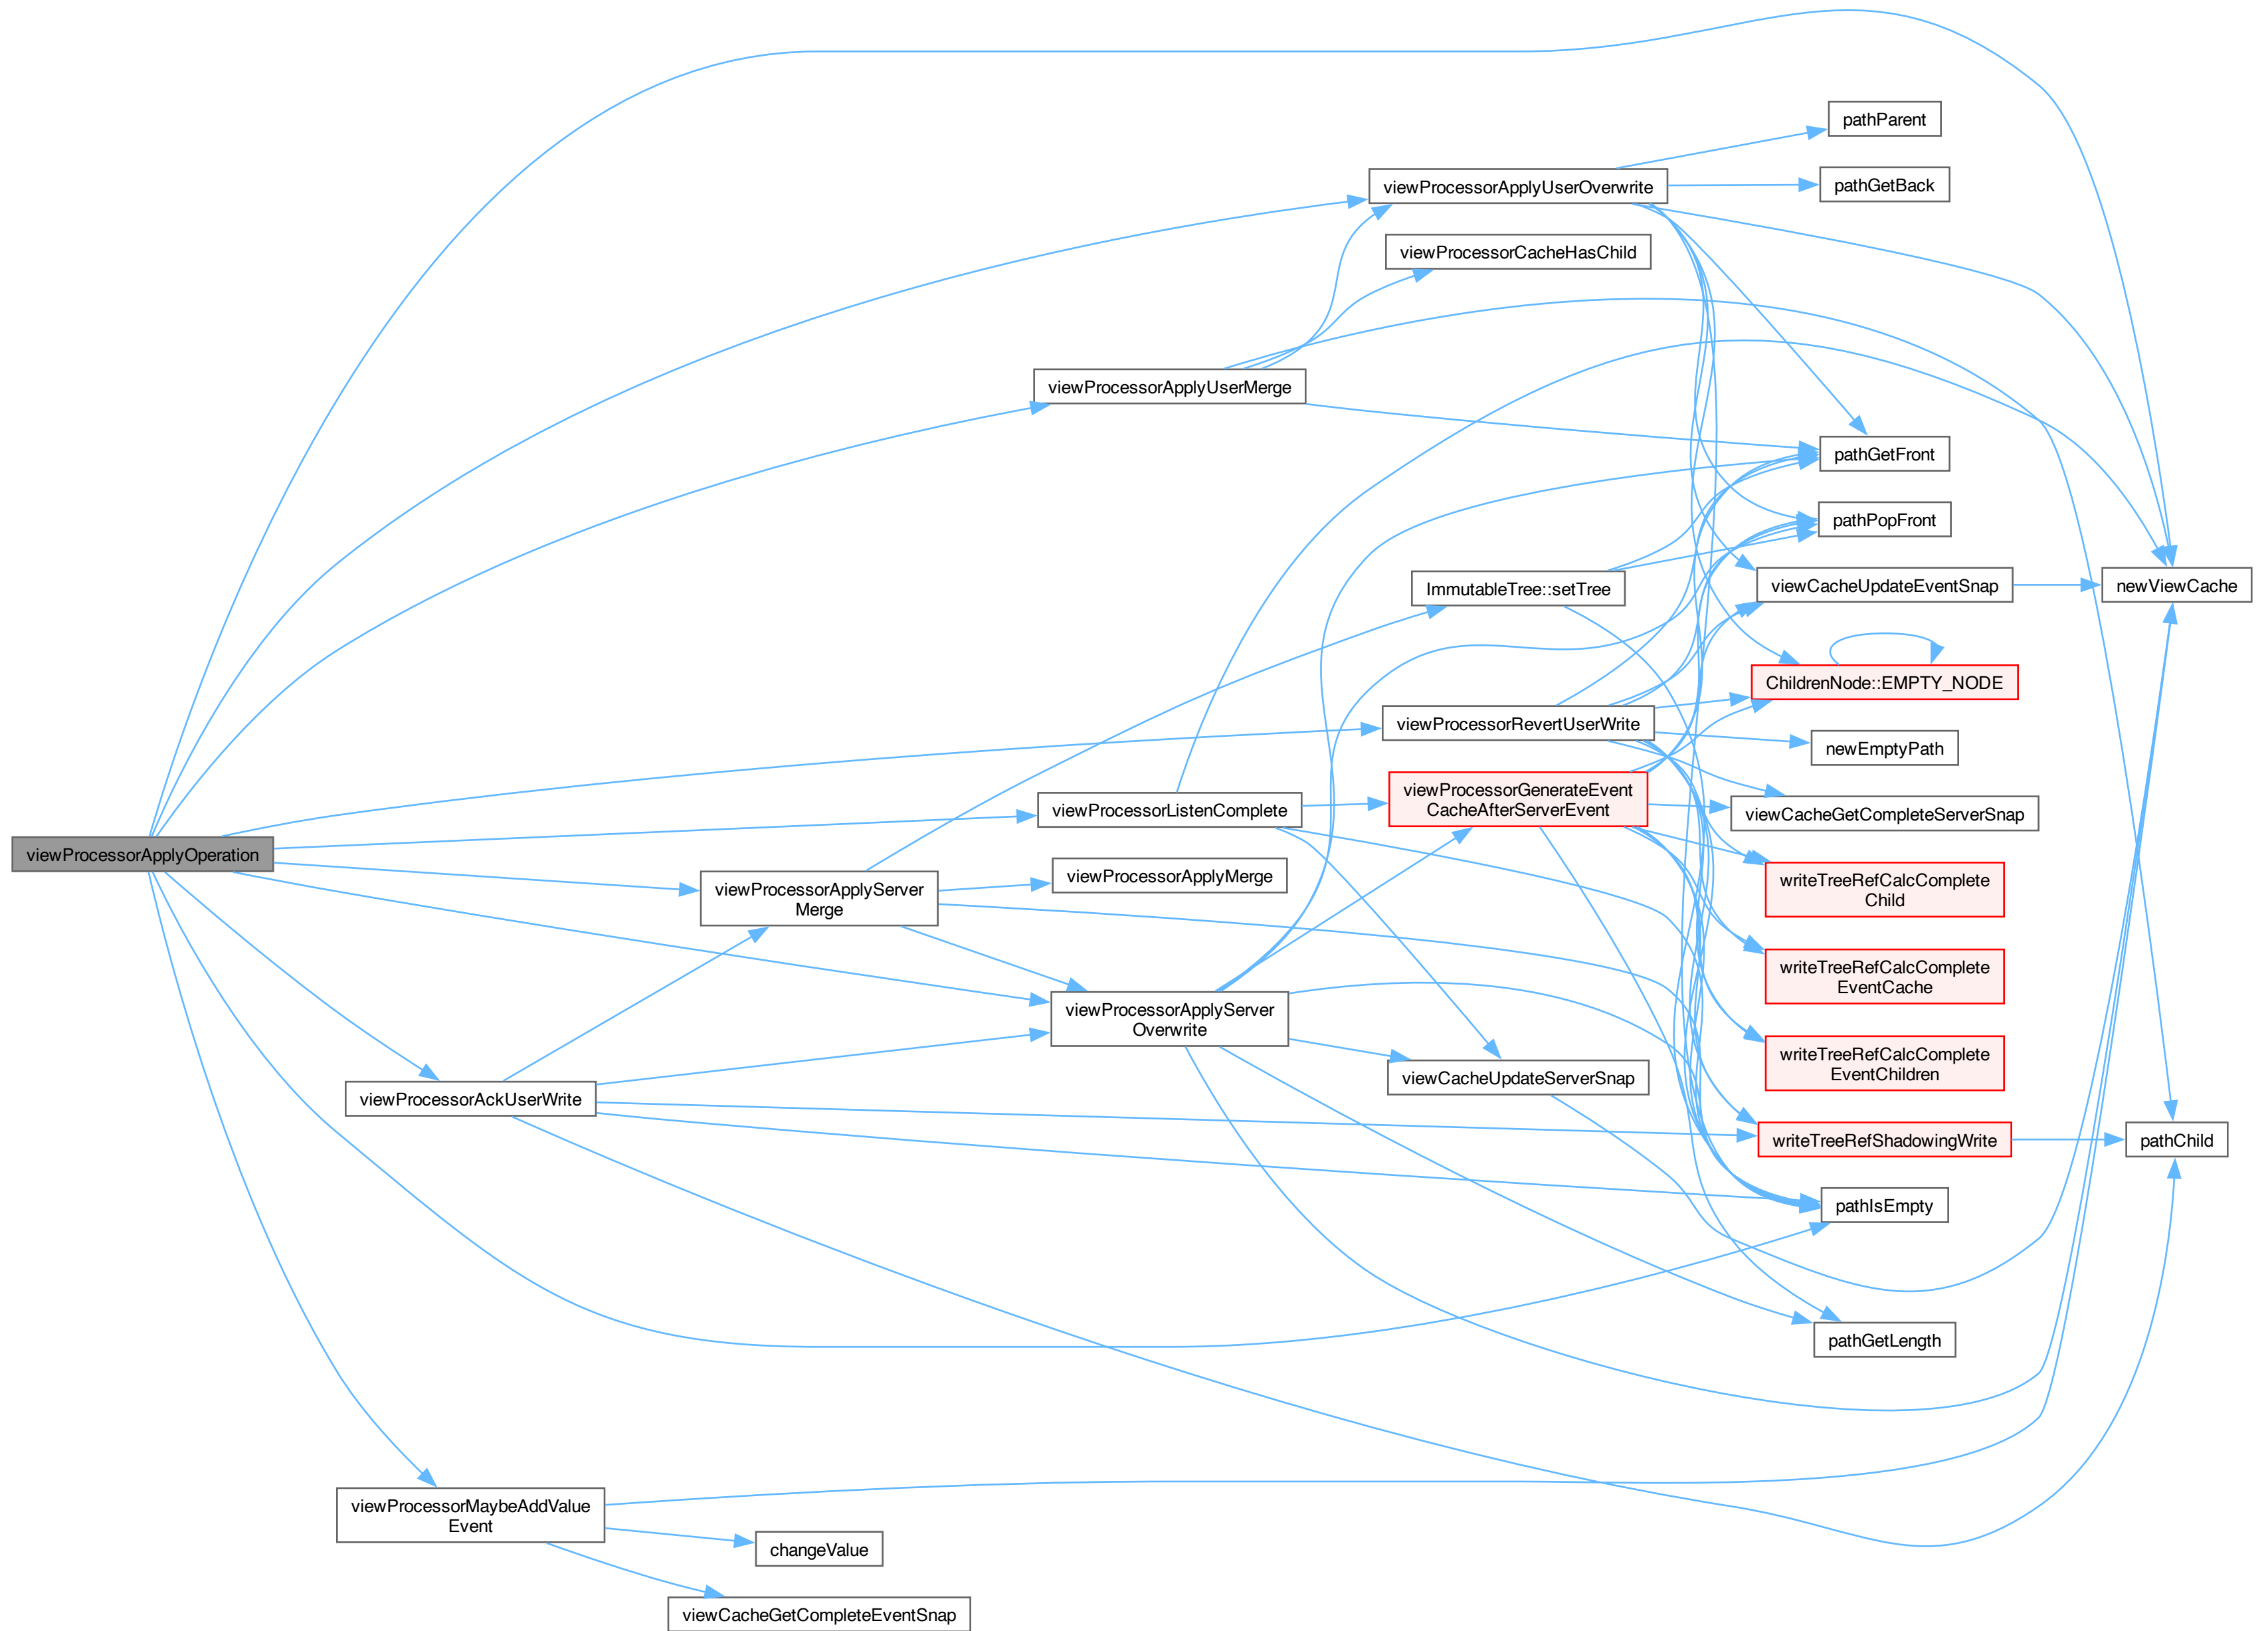 pathParent
viewProcessorApplyUserOverwrite
pathGetBack
viewProcessorCacheHasChild
viewProcessorApplyUserMerge
pathGetFront
pathPopFront
ImmutableTree::setTree
viewCacheUpdateEventSnap
newViewCache
ChildrenNode::EMPTY_NODE
viewProcessorRevertUserWrite
newEmptyPath
viewProcessorGenerateEvent
CacheAfterServerEvent
viewProcessorListenComplete
viewCacheGetCompleteServerSnap
viewProcessorApplyOperation
viewProcessorApplyMerge
writeTreeRefCalcComplete
Child
viewProcessorApplyServer
Merge
writeTreeRefCalcComplete
EventCache
viewProcessorApplyServer
Overwrite
writeTreeRefCalcComplete
EventChildren
viewCacheUpdateServerSnap
viewProcessorAckUserWrite
writeTreeRefShadowingWrite
pathChild
pathIsEmpty
pathGetLength
viewProcessorMaybeAddValue
Event
changeValue
viewCacheGetCompleteEventSnap